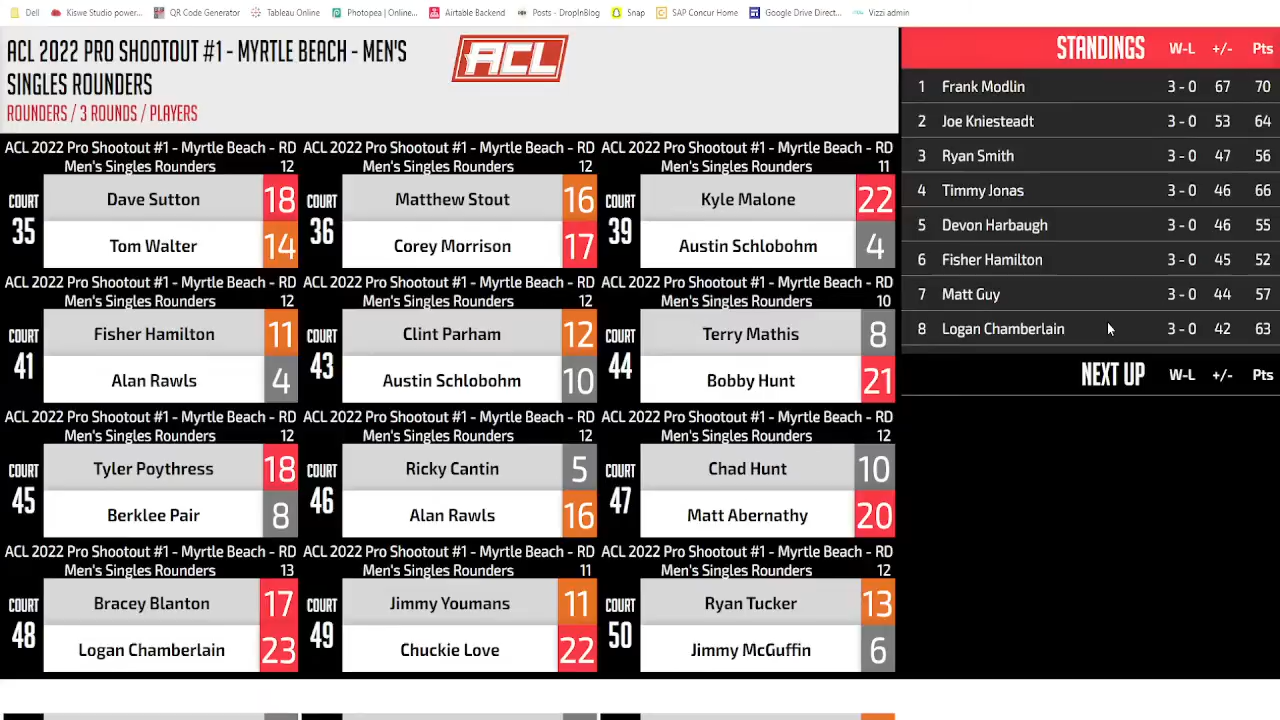 Dell
Kiswe Studio power...
QR Code Generator
Tableau Online
Photopea | Online...
Airtable Backend
Posts - DropInBlog
Snap
SAP Concur Home
Google Drive Direct...
Vizzi admin
ACL 2022 PRO SHOOTOUT #1 - MYRTLE BEACH - MEN'S
SINGLES ROUNDERS
ROUNDERS / 3 ROUNDS / PLAYERS
ACL
ACL 2022 Pro Shootout #1 - Myrtle Beach - RD
Men's Singles Rounders 12
COURT
35
Dave Sutton 18
Tom Walter 14
ACL 2022 Pro Shootout #1 - Myrtle Beach - RD
Men's Singles Rounders 12
COURT
36
Matthew Stout 16
Corey Morrison 17
ACL 2022 Pro Shootout #1 - Myrtle Beach - RD
Men's Singles Rounders 11
COURT
39
Kyle Malone 22
Austin Schlobohm 4
ACL 2022 Pro Shootout #1 - Myrtle Beach - RD
Men's Singles Rounders 12
COURT
41
Fisher Hamilton 11
Alan Rawls 4
ACL 2022 Pro Shootout #1 - Myrtle Beach - RD
Men's Singles Rounders 12
COURT
43
Clint Parham 12
Austin Schlobohm 10
ACL 2022 Pro Shootout #1 - Myrtle Beach - RD
Men's Singles Rounders 10
COURT
44
Terry Mathis 8
Bobby Hunt 21
ACL 2022 Pro Shootout #1 - Myrtle Beach - RD
Men's Singles Rounders 12
COURT
45
Tyler Poythress 18
Berklee Pair 8
ACL 2022 Pro Shootout #1 - Myrtle Beach - RD
Men's Singles Rounders 12
COURT
46
Ricky Cantin 5
Alan Rawls 16
ACL 2022 Pro Shootout #1 - Myrtle Beach - RD
Men's Singles Rounders 12
COURT
47
Chad Hunt 10
Matt Abernathy 20
ACL 2022 Pro Shootout #1 - Myrtle Beach - RD
Men's Singles Rounders 13
COURT
48
Bracey Blanton 17
Logan Chamberlain 23
ACL 2022 Pro Shootout #1 - Myrtle Beach - RD
Men's Singles Rounders 11
COURT
49
Jimmy Youmans 11
Chuckie Love 22
ACL 2022 Pro Shootout #1 - Myrtle Beach - RD
Men's Singles Rounders 12
COURT
50
Ryan Tucker 13
Jimmy McGuffin 6
STANDINGS W-L +/- Pts
1 Frank Modlin 3 - 0 67 70
2 Joe Kniesteadt 3 - 0 53 64
3 Ryan Smith 3 - 0 47 56
4 Timmy Jonas 3 - 0 46 66
5 Devon Harbaugh 3 - 0 46 55
6 Fisher Hamilton 3 - 0 45 52
7 Matt Guy 3 - 0 44 57
8 Logan Chamberlain 3 - 0 42 63
NEXT UP W-L +/- Pts